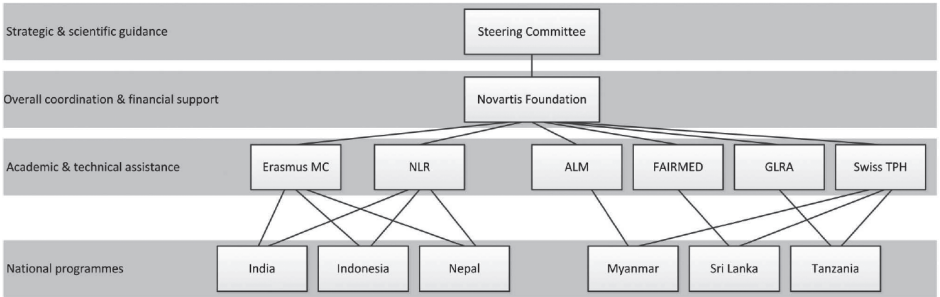 Strategic & scientific guidance
Steering Committee
Overall coordination & financial support
Novartis Foundation
Academic & technical assistance
Erasmus MC
NLR
ALM
FAIRMED
GLRA
Swiss TPH
National programmes
India
Indonesia
Nepal
Myanmar
Sri Lanka
Tanzania